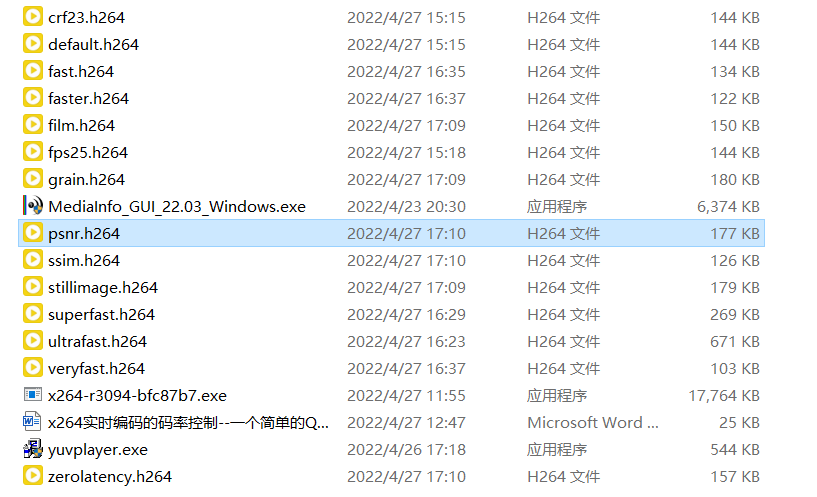 crf23.h264 2022/4/27 15:15 H264 文件 144 KB
default.h264 2022/4/27 15:15 H264 文件 144 KB
fast.h264 2022/4/27 16:35 H264 文件 134 KB
faster.h264 2022/4/27 16:37 H264 文件 122 KB
film.h264 2022/4/27 17:09 H264 文件 150 KB
fps25.h264 2022/4/27 15:18 H264 文件 144 KB
grain.h264 2022/4/27 17:09 H264 文件 180 KB
MediaInfo_GUI_22.03_Windows.exe 2022/4/23 20:30 应用程序 6,374 KB
psnr.h264 2022/4/27 17:10 H264 文件 177 KB
ssim.h264 2022/4/27 17:10 H264 文件 126 KB
stillimage.h264 2022/4/27 17:09 H264 文件 179 KB
superfast.h264 2022/4/27 16:29 H264 文件 269 KB
ultrafast.h264 2022/4/27 16:23 H264 文件 671 KB
veryfast.h264 2022/4/27 16:37 H264 文件 103 KB
x264-r3094-bfc87b7.exe 2022/4/27 11:55 应用程序 17,764 KB
x264实时编码的码率控制--一个简单的Q... 2022/4/27 12:47 Microsoft Word ... 25 KB
yuvplayer.exe 2022/4/26 17:18 应用程序 544 KB
zerolatency.h264 2022/4/27 17:10 H264 文件 157 KB